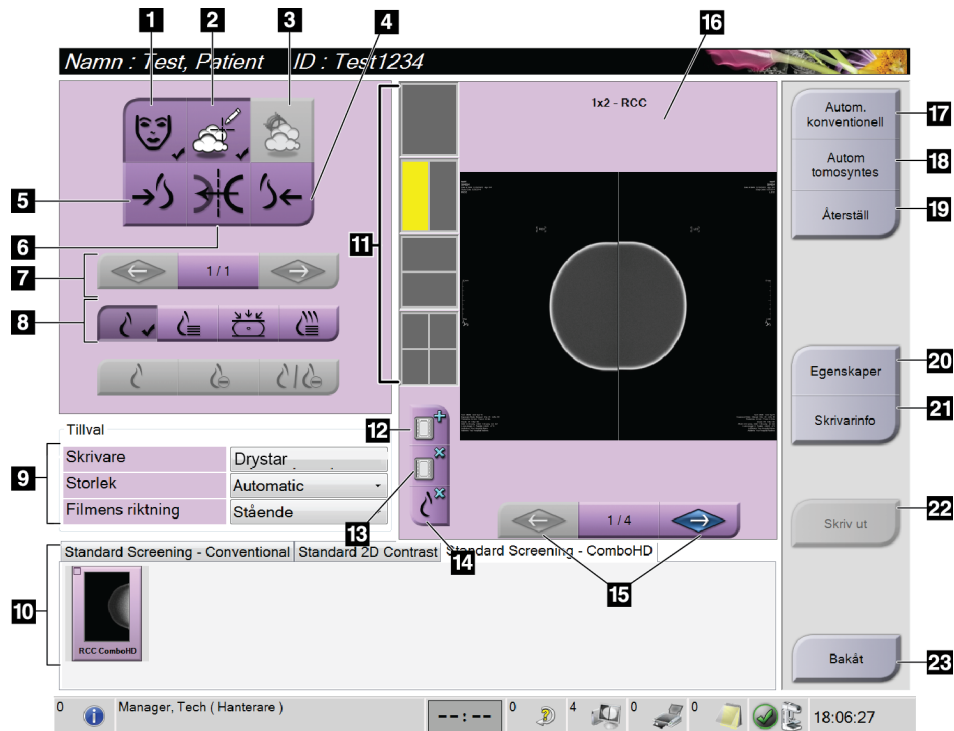 1
2
3
4
16
Namn : Test, Patient ID : Test1234
1x2 - RCC
Autom. konventionell
17
Autom tomosyntes
18
Återställ
19
5
6
11
7
1 / 1
8
Egenskaper
20
Skrivarinfo
21
Tillval
12
9
Skrivare
Drystar
Storlek
Automatic
Filmens riktning
Stående
13
14
1 / 4
15
Skriv ut
22
Standard Screening - Conventional
Standard 2D Contrast
Standard Screening - ComboHD
10
RCC ComboHD
Bakåt
23
0
Manager, Tech ( Hanterare )
--:--
0
4
0
0
18:06:27